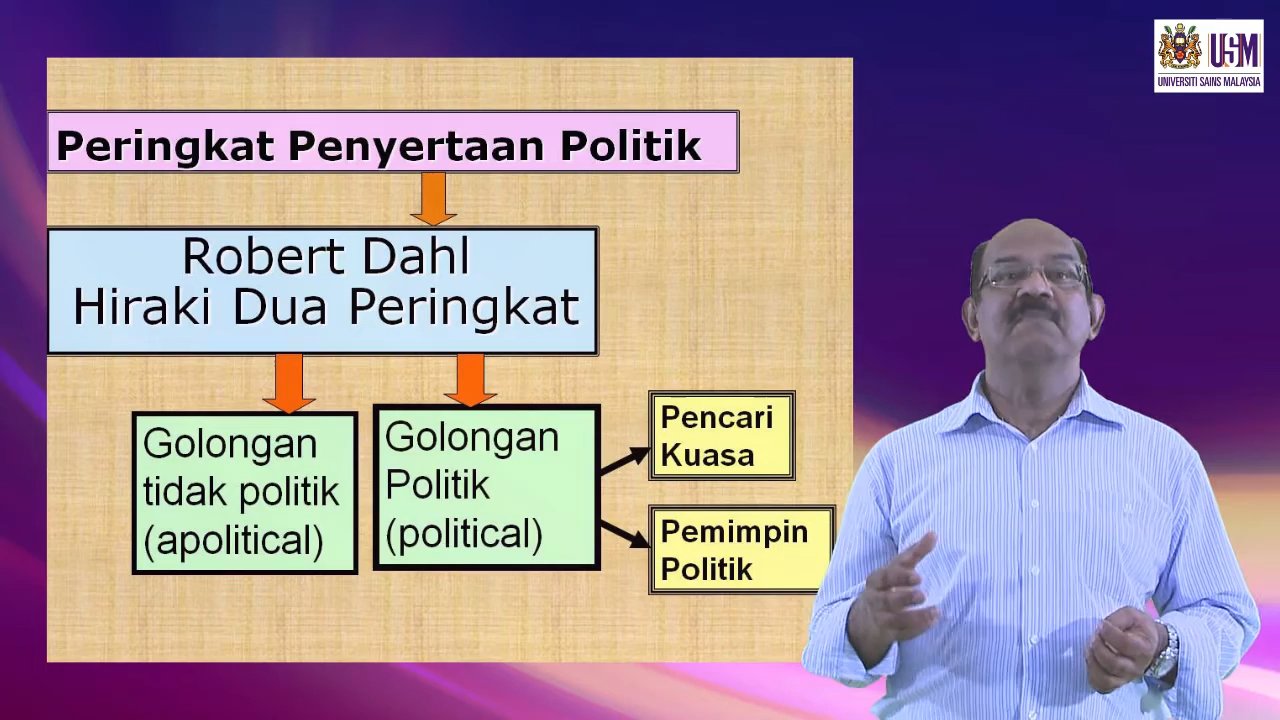 USM
UNIVERSITI SAINS MALAYSIA
Peringkat Penyertaan Politik
Robert Dahl
Hiraki Dua Peringkat
Golongan
tidak politik
(apolitical)
Golongan
Politik
(political)
Pencari
Kuasa
Pemimpin
Politik